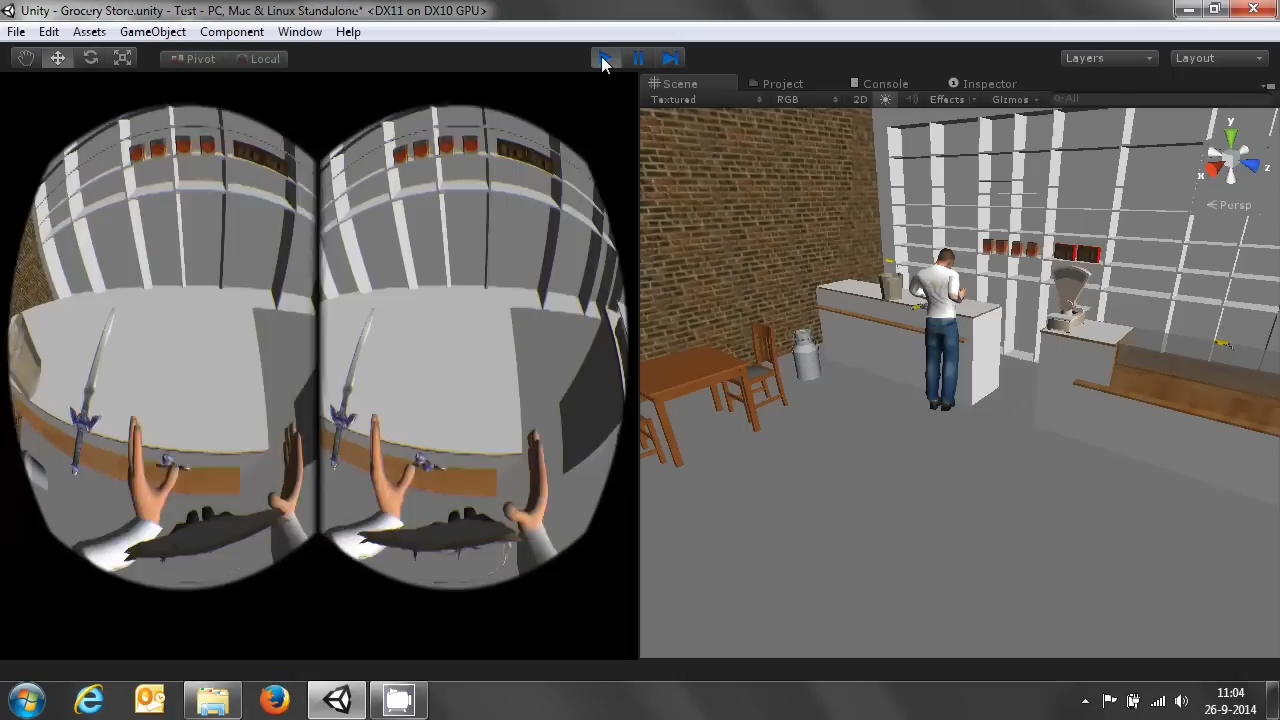 Unity - Grocery Store.unity - Test - PC, Mac & Linux Standalone* <DX11 on DX10 GPU>
File Edit Assets GameObject Component Window Help
Pivot Local Layers Layout
Scene Project Console Inspector
Textured RGB 2D Effects Gizmos All
y
x
z
Persp
11:04
26-9-2014